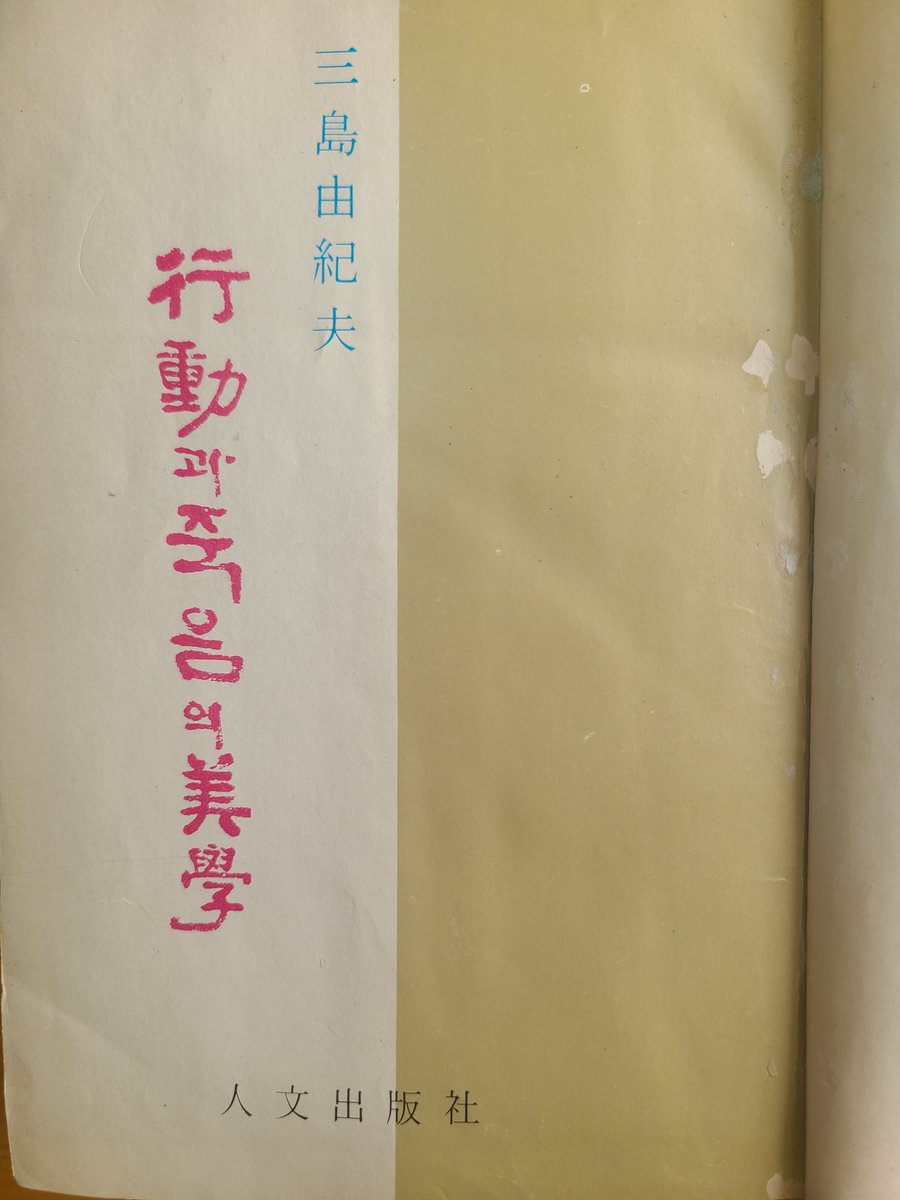 三島由紀夫
行動과죽음의美學
人文出版社